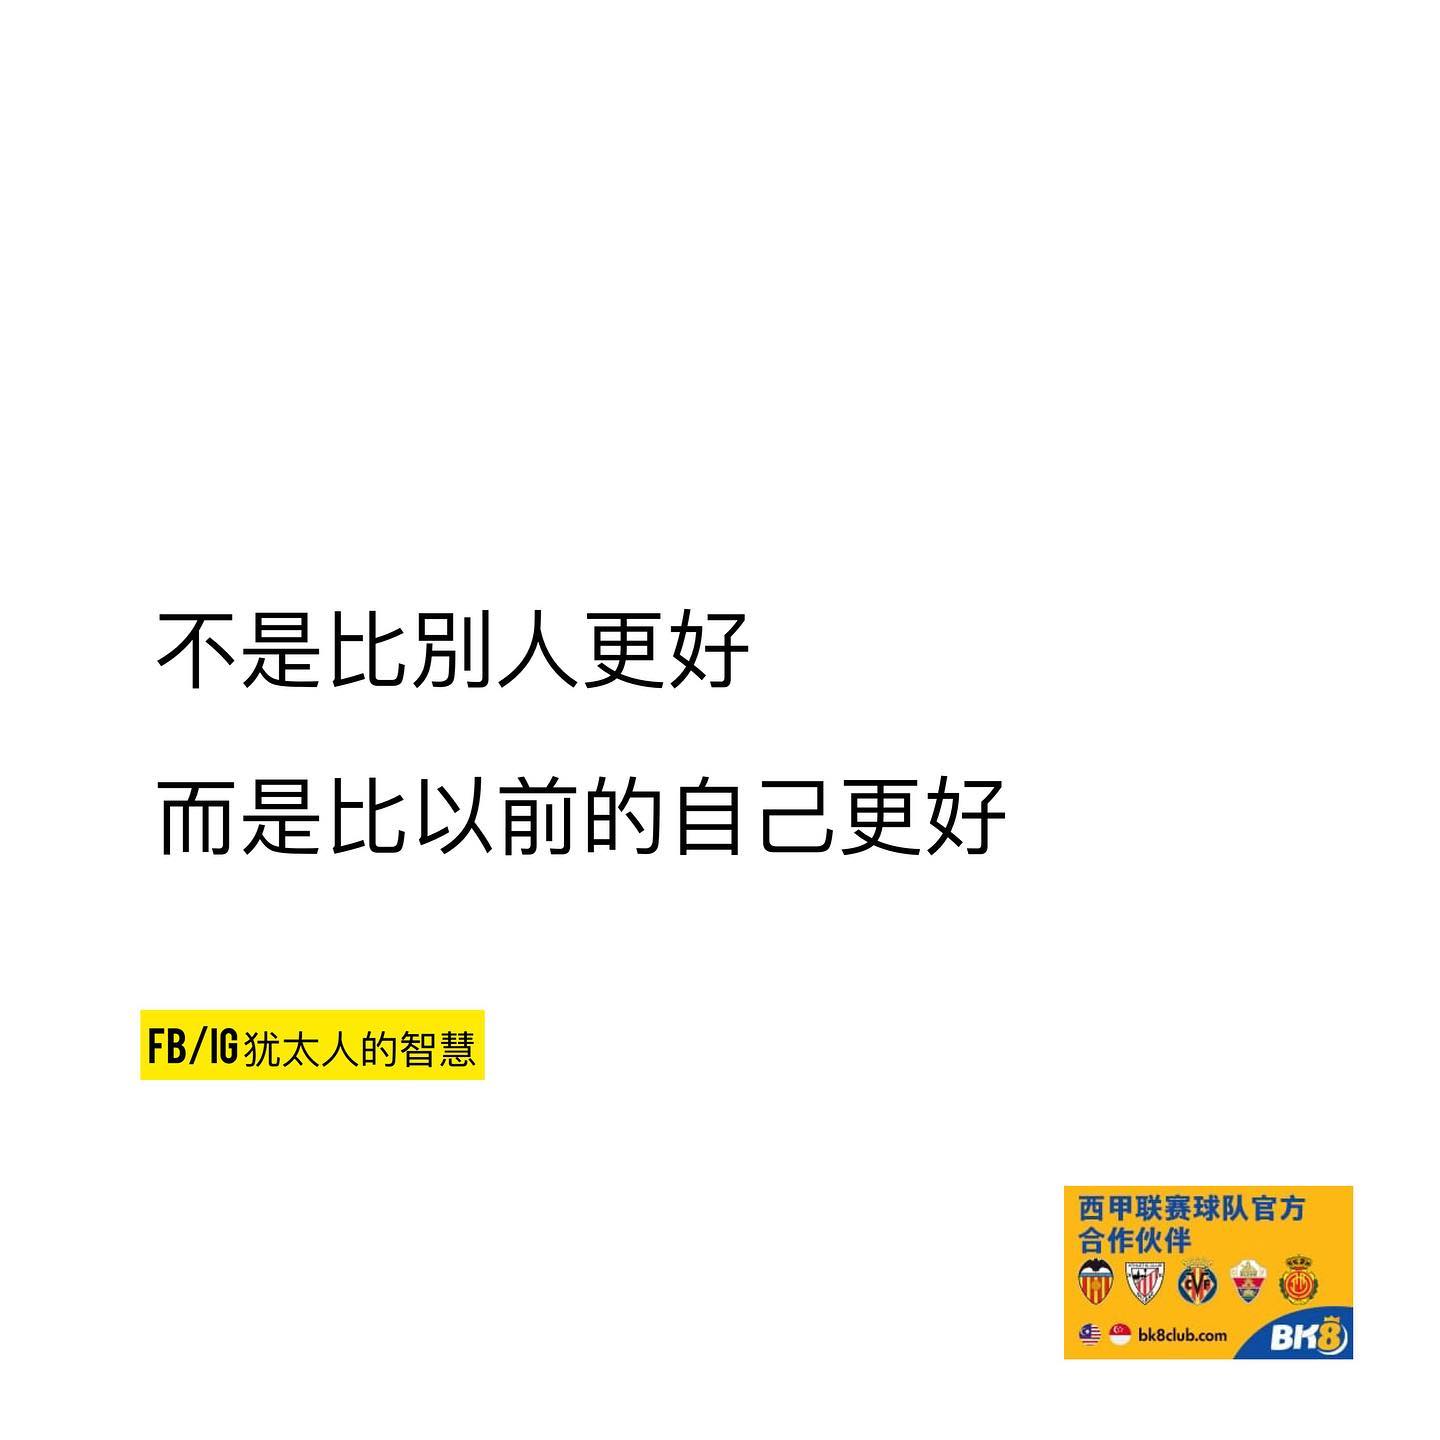 不是比別人更好
而是比以前的自己更好
FB/IG犹太人的智慧
西甲联赛球队官方
合作伙伴
bk8club.com
BK8